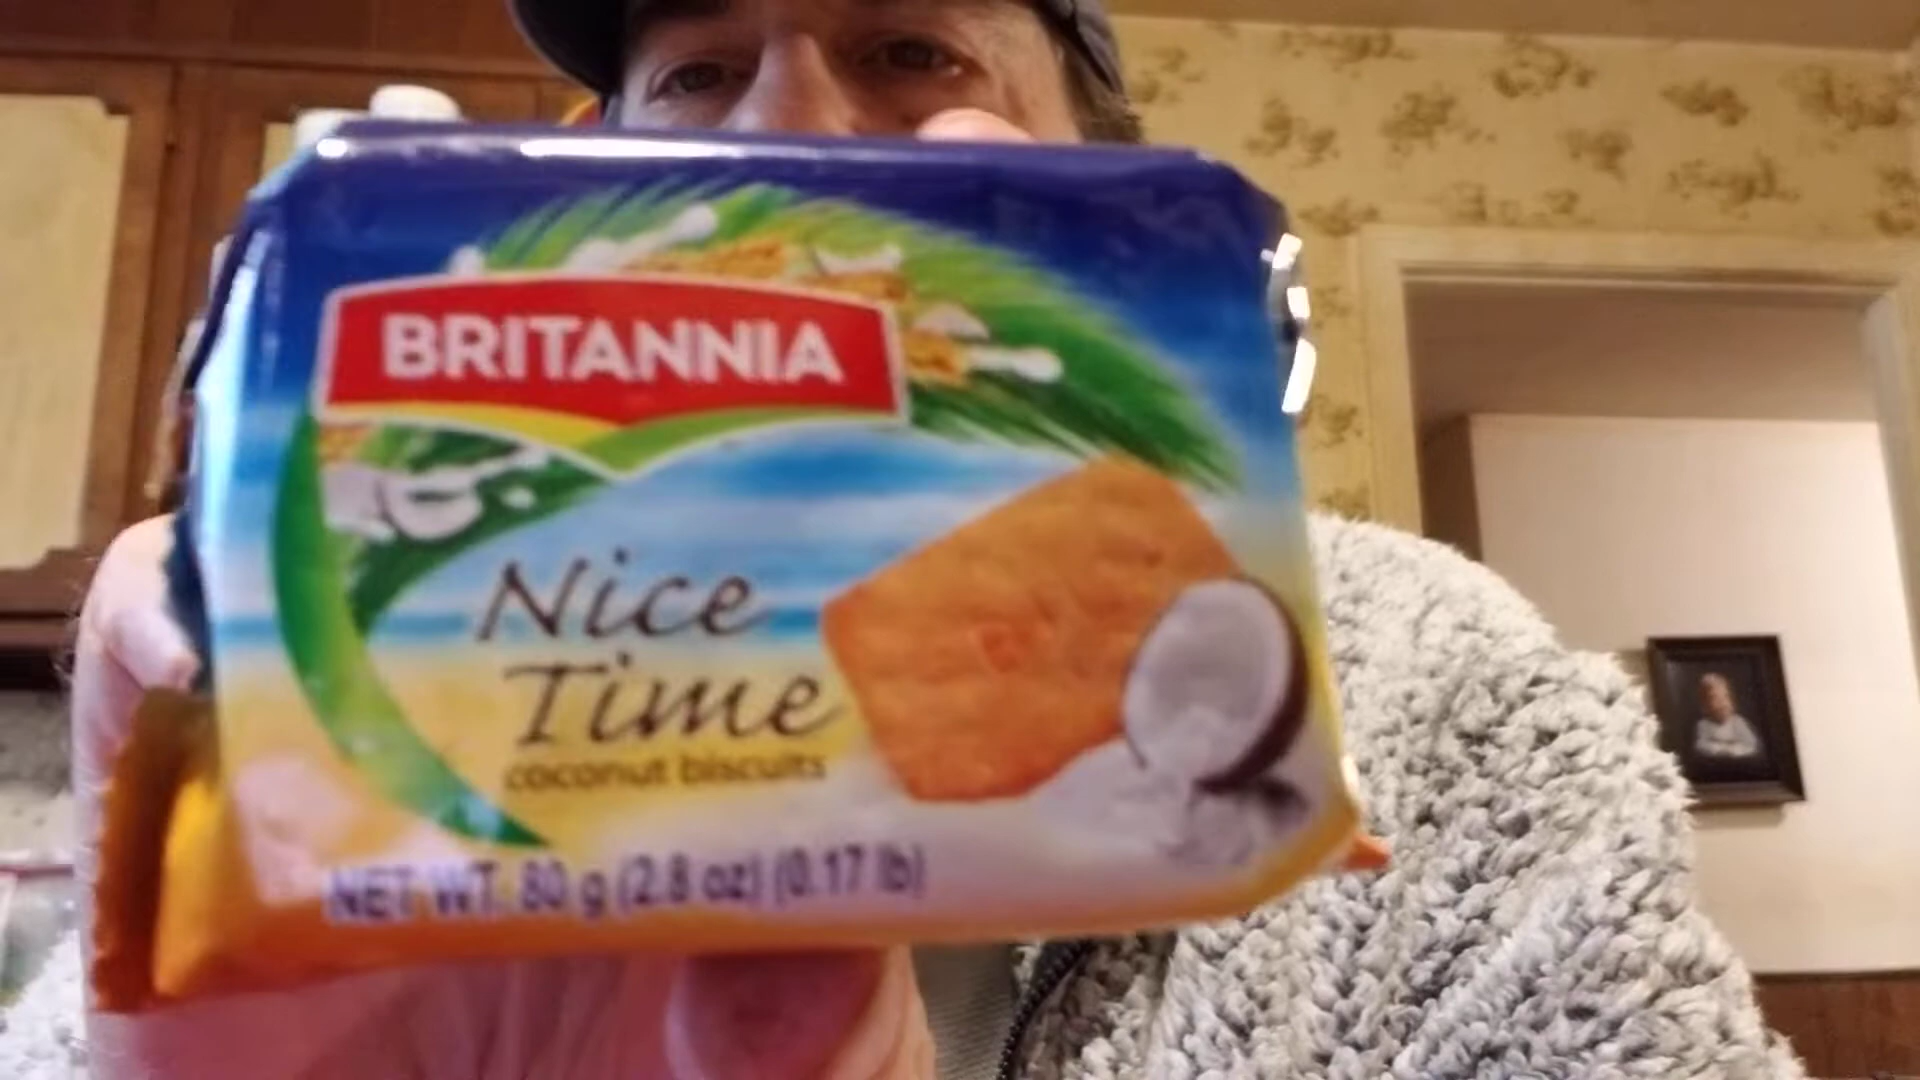 BRITANNIA
Nice
Time
coconut biscuits
NET WT. 80 g (2.8 oz) (0.17 lb)